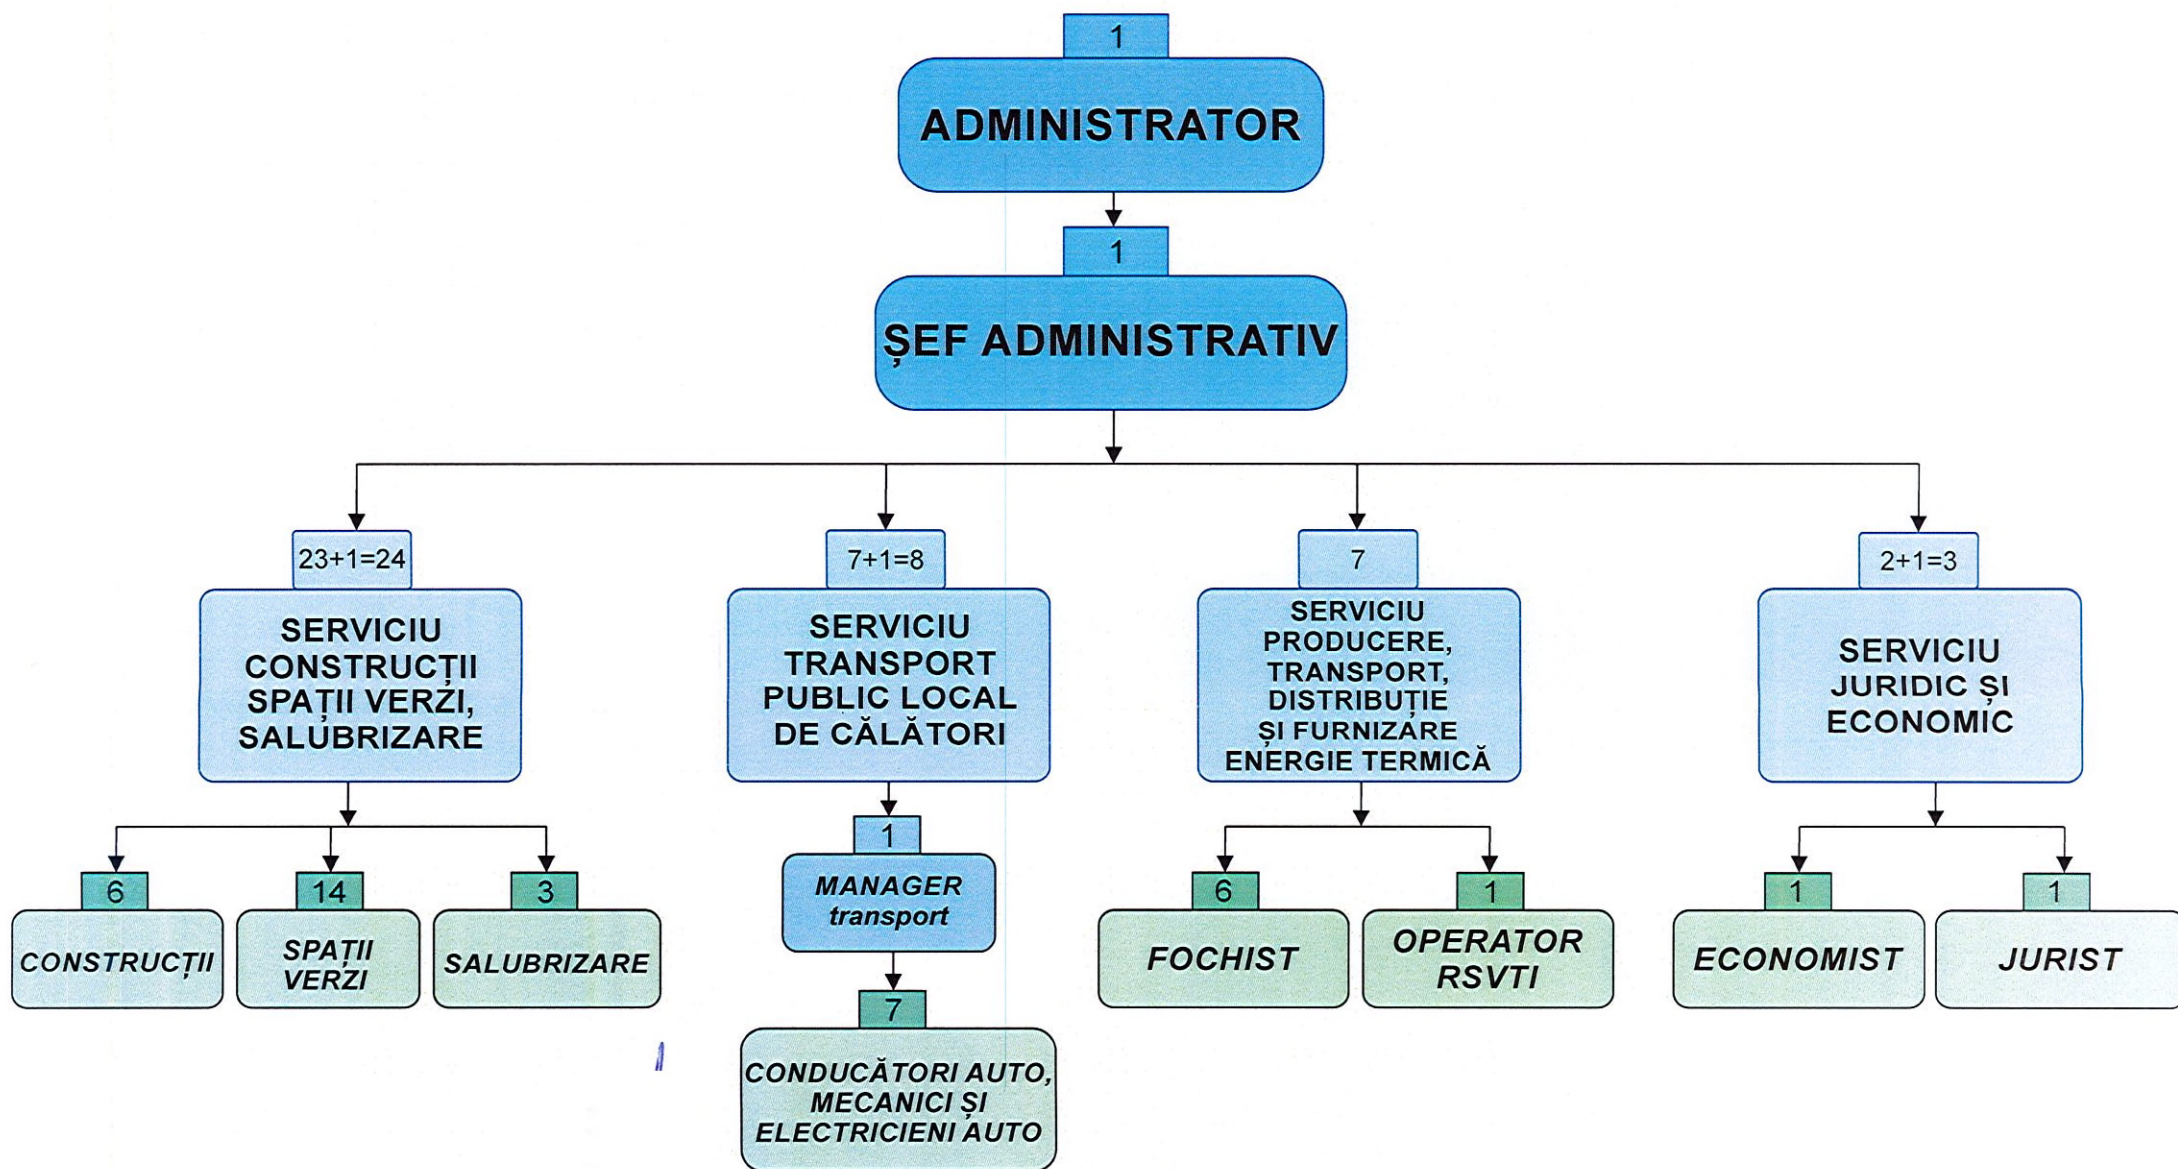 1
ADMINISTRATOR
1
ȘEF ADMINISTRATIV
23+1=24
SERVICIU
CONSTRUCȚII
SPAȚII VERZI,
SALUBRIZARE
7+1=8
SERVICIU
TRANSPORT
PUBLIC LOCAL
DE CĂLĂTORI
7
SERVICIU
PRODUCERE,
TRANSPORT,
DISTRIBUȚIE
ȘI FURNIZARE
ENERGIE TERMICĂ
2+1=3
SERVICIU
JURIDIC ȘI
ECONOMIC
6
CONSTRUCȚII
14
SPAȚII
VERZI
3
SALUBRIZARE
1
MANAGER
transport
7
CONDUCĂTORI AUTO,
MECANICI ȘI
ELECTRICIENI AUTO
6
FOCHIST
1
OPERATOR
RSVTI
1
ECONOMIST
1
JURIST